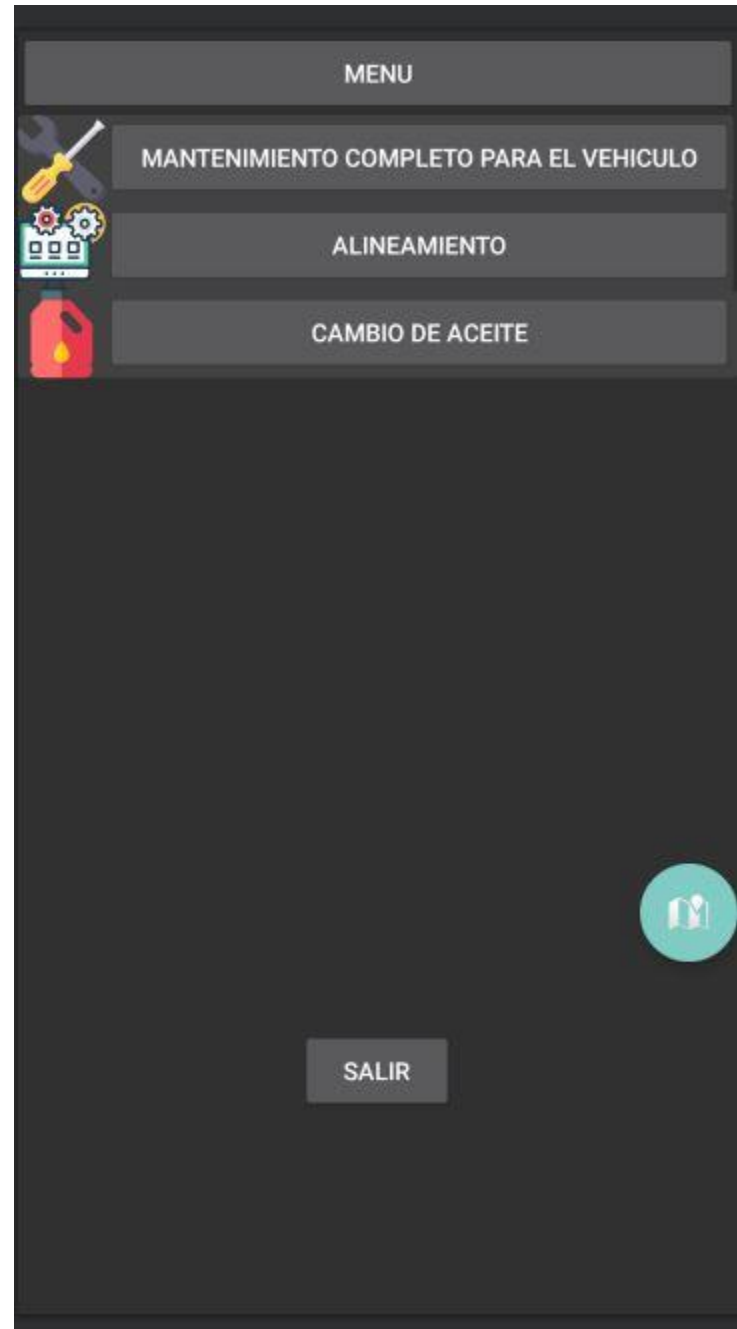 MENU
MANTENIMIENTO COMPLETO PARA EL VEHICULO
ALINEAMIENTO
CAMBIO DE ACEITE
SALIR